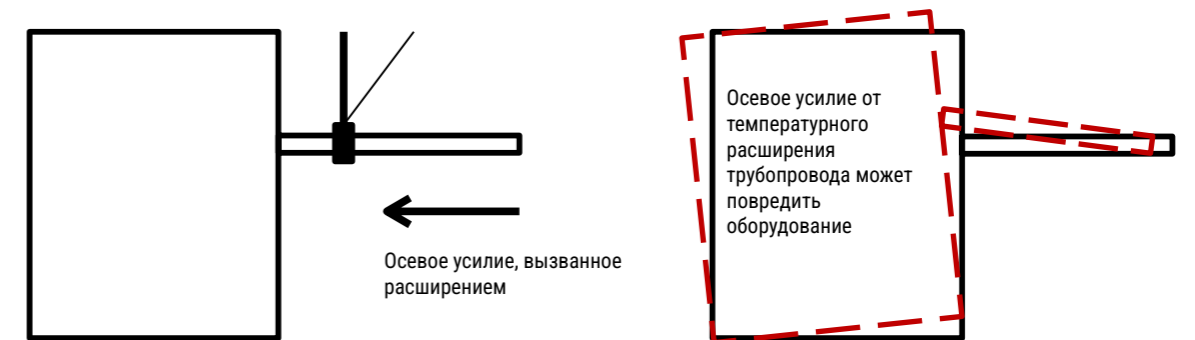 Осевое усилие, вызванное
расширением
Осевое усилие от
температурного
расширения
трубопровода может
повредить
оборудование